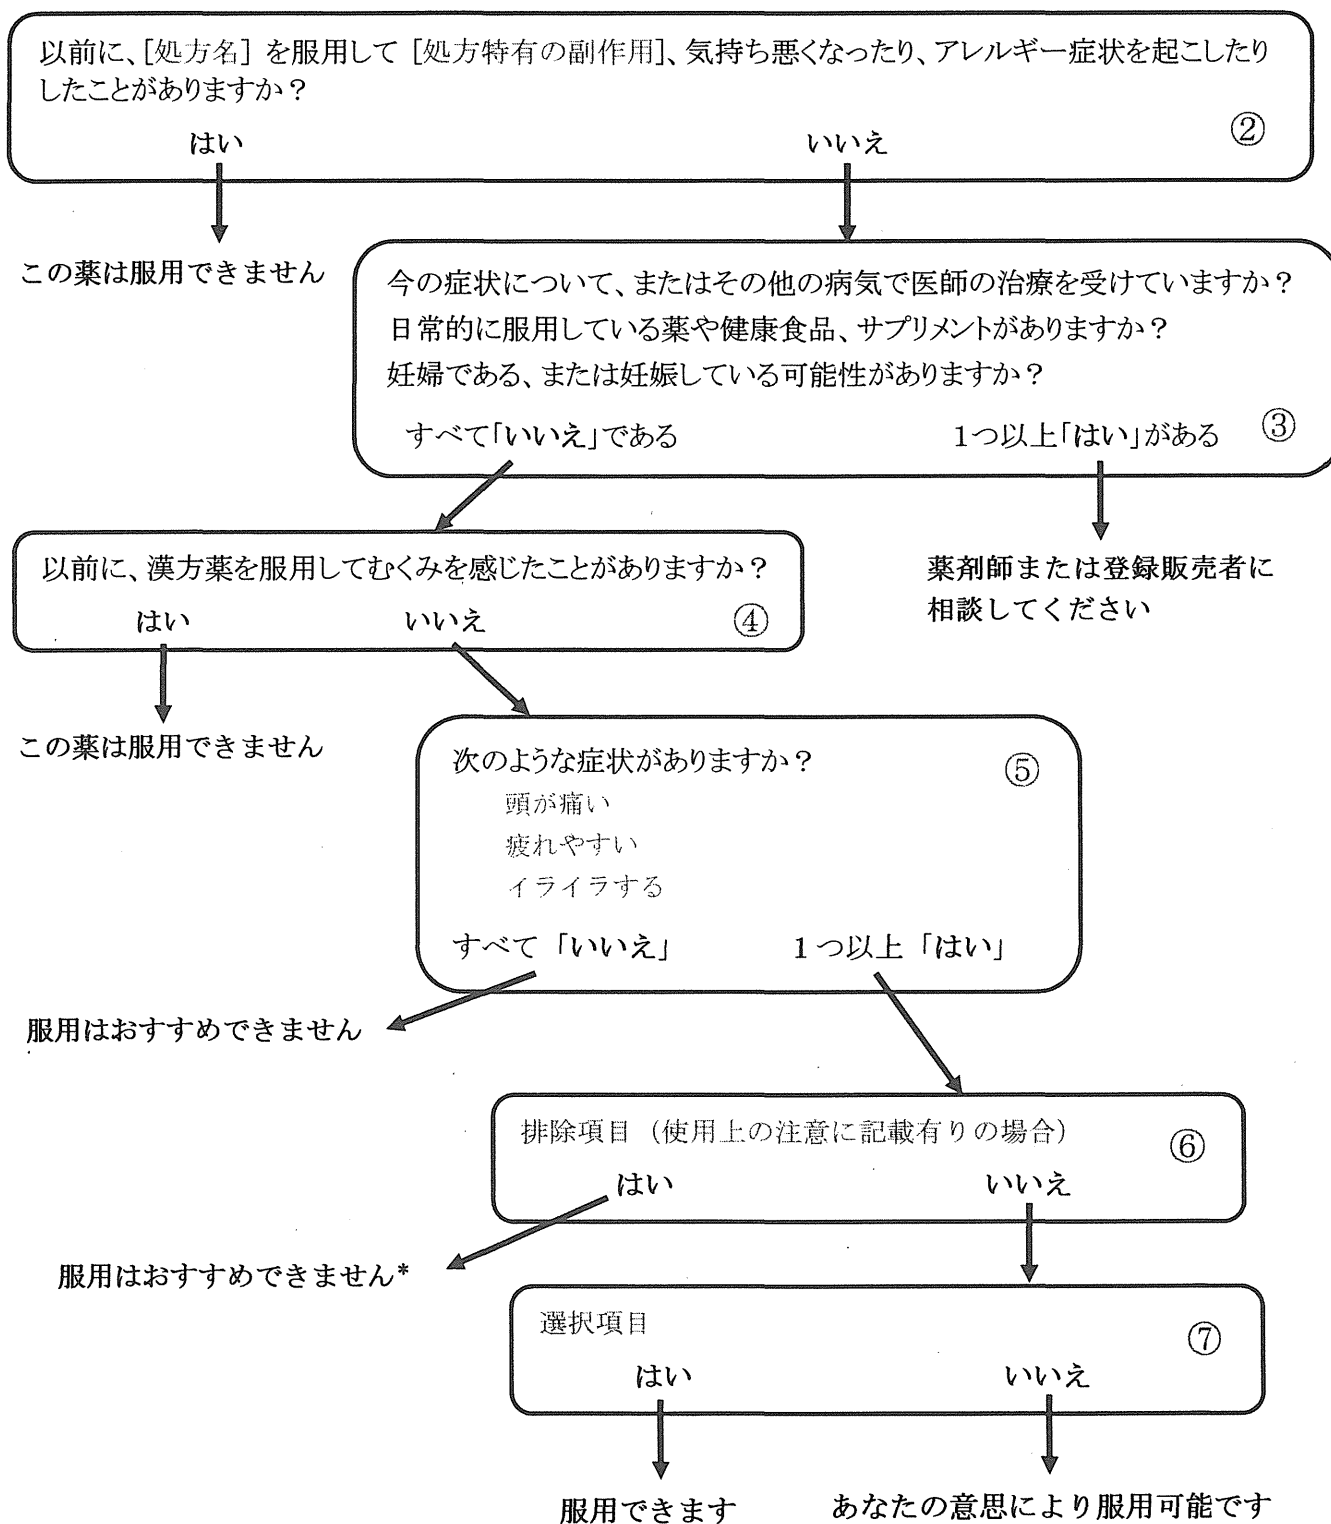 以前に、[処方名] を服用して [処方特有の副作用]、気持ち悪くなったり、アレルギー症状を起こしたり
したことがありますか？
はい
いいえ
②
この薬は服用できません
今の症状について、またはその他の病気で医師の治療を受けていますか？
日常的に服用している薬や健康食品、サプリメントがありますか？
妊婦である、または妊娠している可能性がありますか？
すべて「いいえ」である
1つ以上「はい」がある
③
以前に、漢方薬を服用してむくみを感じたことがありますか？
はい
いいえ
④
薬剤師または登録販売者に
相談してください
この薬は服用できません
次のような症状がありますか？
⑤
頭が痛い
疲れやすい
イライラする
すべて「いいえ」
1つ以上「はい」
服用はおすすめできません
排除項目（使用上の注意に記載有りの場合）
⑥
はい
いいえ
服用はおすすめできません*
選択項目
⑦
はい
いいえ
服用できます
あなたの意思により服用可能です